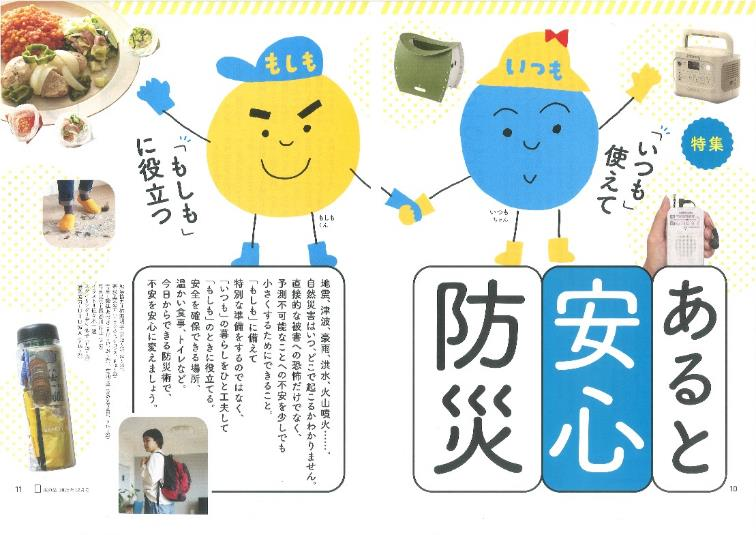 特集
「いつも」
使えて
いつも
いつも
ちゃん
あると
安心
防災
10
もしも
もしも
くん
「もしも」
に役立つ
地震、津波、豪雨、洪水、火山噴火……、
自然災害はいつ、どこで起こるかわかりません。
直接的な被害への恐怖だけでなく、
予測不可能なことへの不安を少しでも
小さくするためにできること。
「もしも」に備えて
特別な準備をするのではなく、
「いつも」の暮らしをひと工夫して
「もしも」のときに役立てる。
安全を確保できる場所、
温かい食事、トイレなど。
今日からできる防災術で、
不安を安心に変えましょう。
11